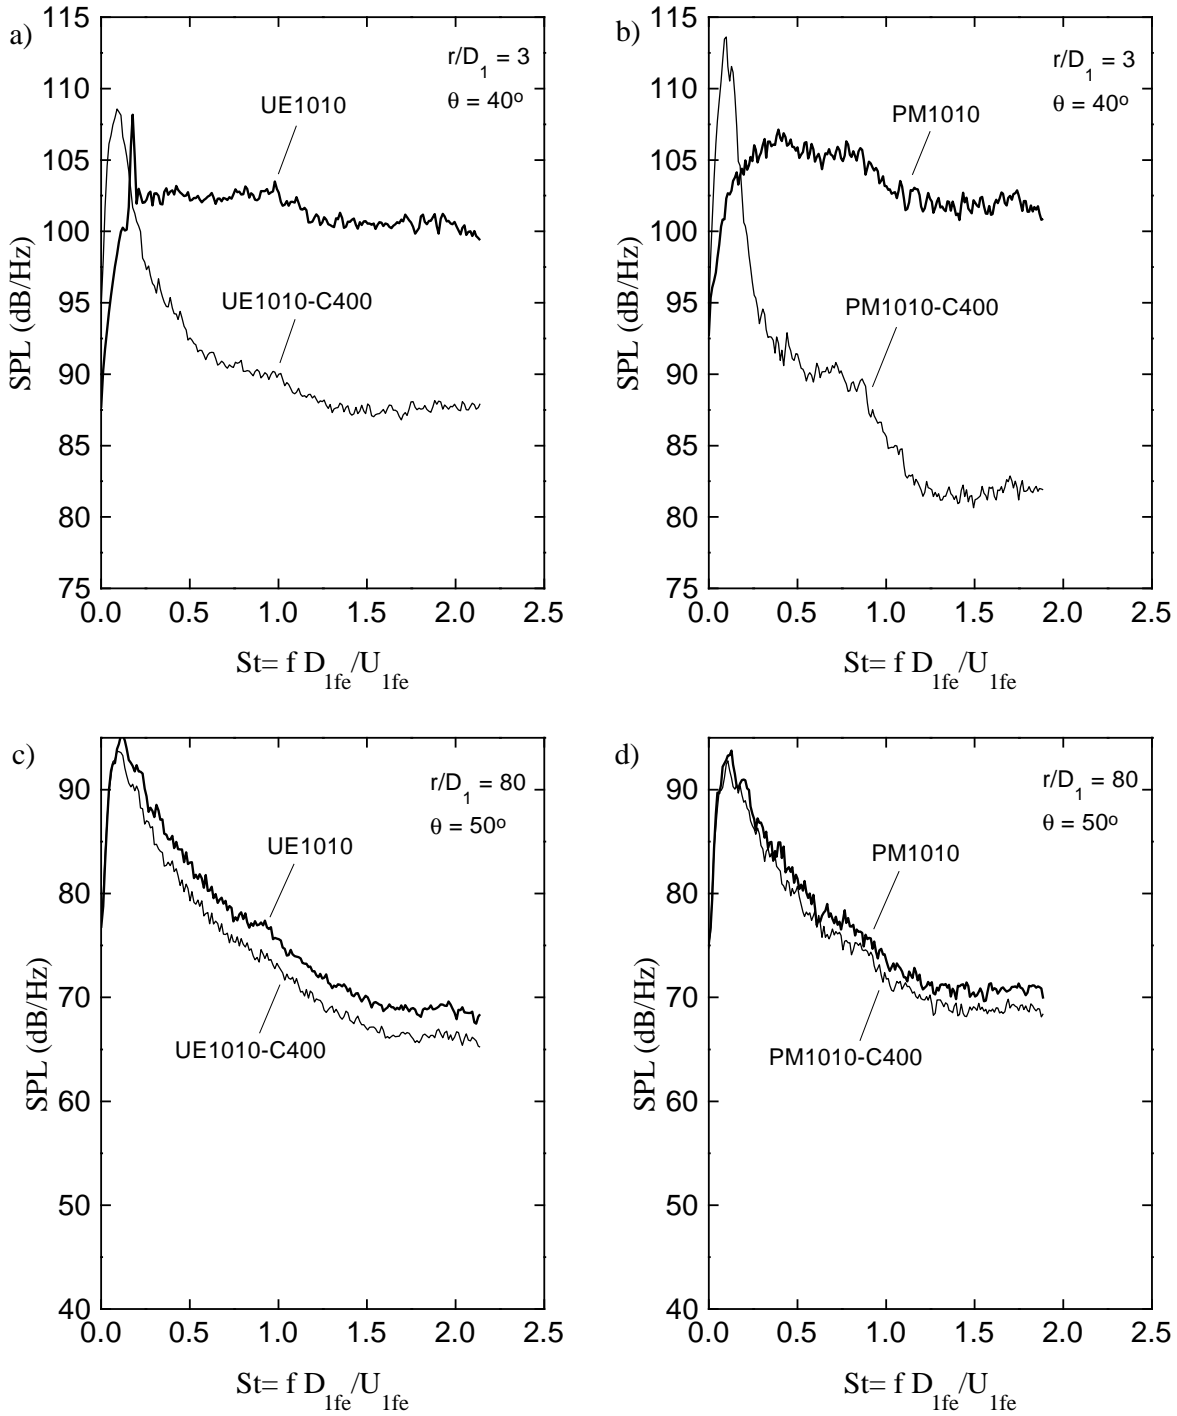 a)
115
110
105
100
95
90
85
80
75
SPL (dB/Hz)
r/D1 = 3
θ = 40º
UE1010
UE1010-C400
0.0 0.5 1.0 1.5 2.0 2.5
St= f D1fe/U1fe
b)
115
110
105
100
95
90
85
80
75
SPL (dB/Hz)
r/D1 = 3
θ = 40º
PM1010
PM1010-C400
0.0 0.5 1.0 1.5 2.0 2.5
St= f D1fe/U1fe
c)
90
80
70
60
50
40
SPL (dB/Hz)
r/D1 = 80
θ = 50º
UE1010
UE1010-C400
0.0 0.5 1.0 1.5 2.0 2.5
St= f D1fe/U1fe
d)
90
80
70
60
50
40
SPL (dB/Hz)
r/D1 = 80
θ = 50º
PM1010
PM1010-C400
0.0 0.5 1.0 1.5 2.0 2.5
St= f D1fe/U1fe